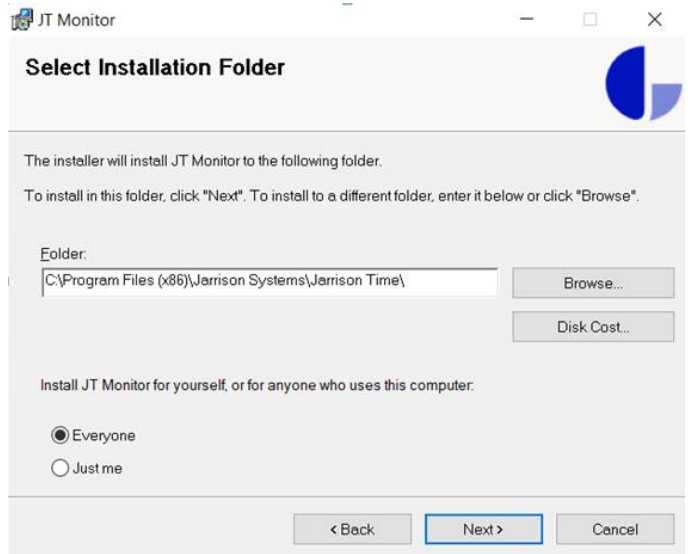 JT Monitor
Select Installation Folder
The installer will install JT Monitor to the following folder.
To install in this folder, click "Next". To install to a different folder, enter it below or click "Browse".
Folder:
C:\Program Files (x86)\Jarrison Systems\Jarrison Time\
Browse...
Disk Cost...
Install JT Monitor for yourself, or for anyone who uses this computer:
Everyone
Just me
< Back
Next >
Cancel